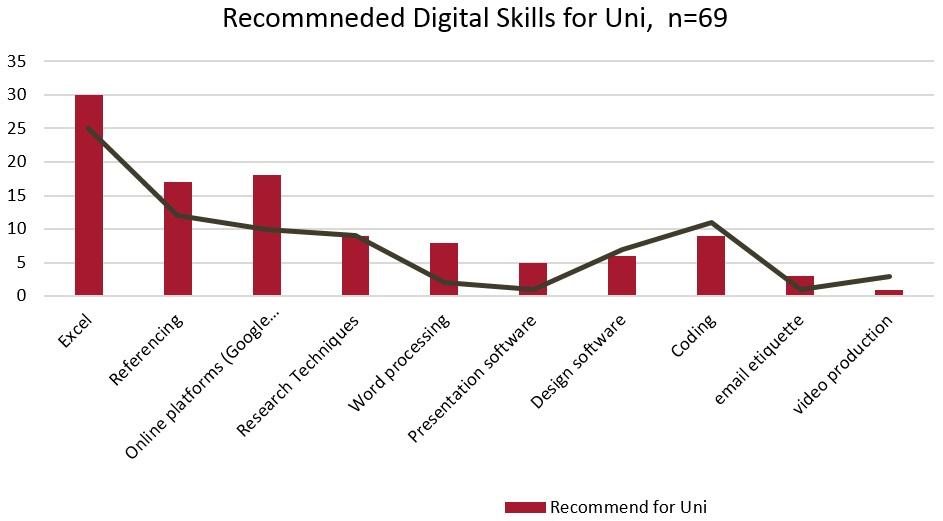 Recommneded Digital Skills for Uni,  n=69
35
30
25
20
15
10
5
0
Excel
Referencing
Online platforms (Google...
Research Techniques
Word processing
Presentation software
Design software
Coding
email etiquette
video production
Recommend for Uni